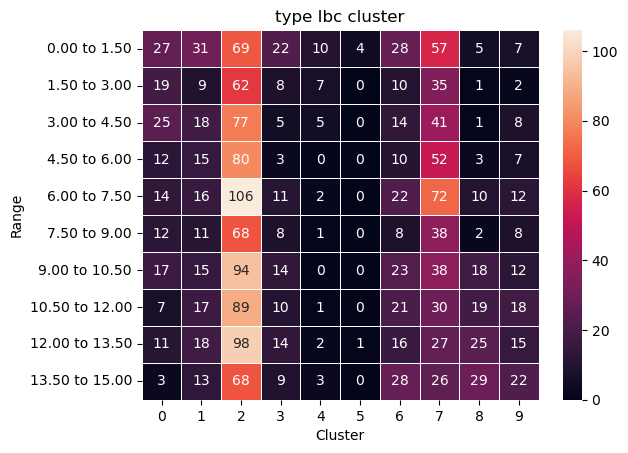 type Ibc cluster
0.00 to 1.50 27 31 69 22 10 4 28 57 5 7
1.50 to 3.00 19 9 62 8 7 0 10 35 1 2
3.00 to 4.50 25 18 77 5 5 0 14 41 1 8
4.50 to 6.00 12 15 80 3 0 0 10 52 3 7
6.00 to 7.50 14 16 106 11 2 0 22 72 10 12
7.50 to 9.00 12 11 68 8 1 0 8 38 2 8
9.00 to 10.50 17 15 94 14 0 0 23 38 18 12
10.50 to 12.00 7 17 89 10 1 0 21 30 19 18
12.00 to 13.50 11 18 98 14 2 1 16 27 25 15
13.50 to 15.00 3 13 68 9 3 0 28 26 29 22
0 1 2 3 4 5 6 7 8 9
Cluster
Range
100
80
60
40
20
0